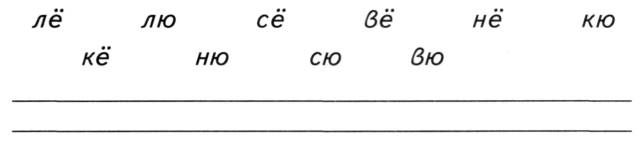 лё лю сё вё нё кю
кё ню сю вю